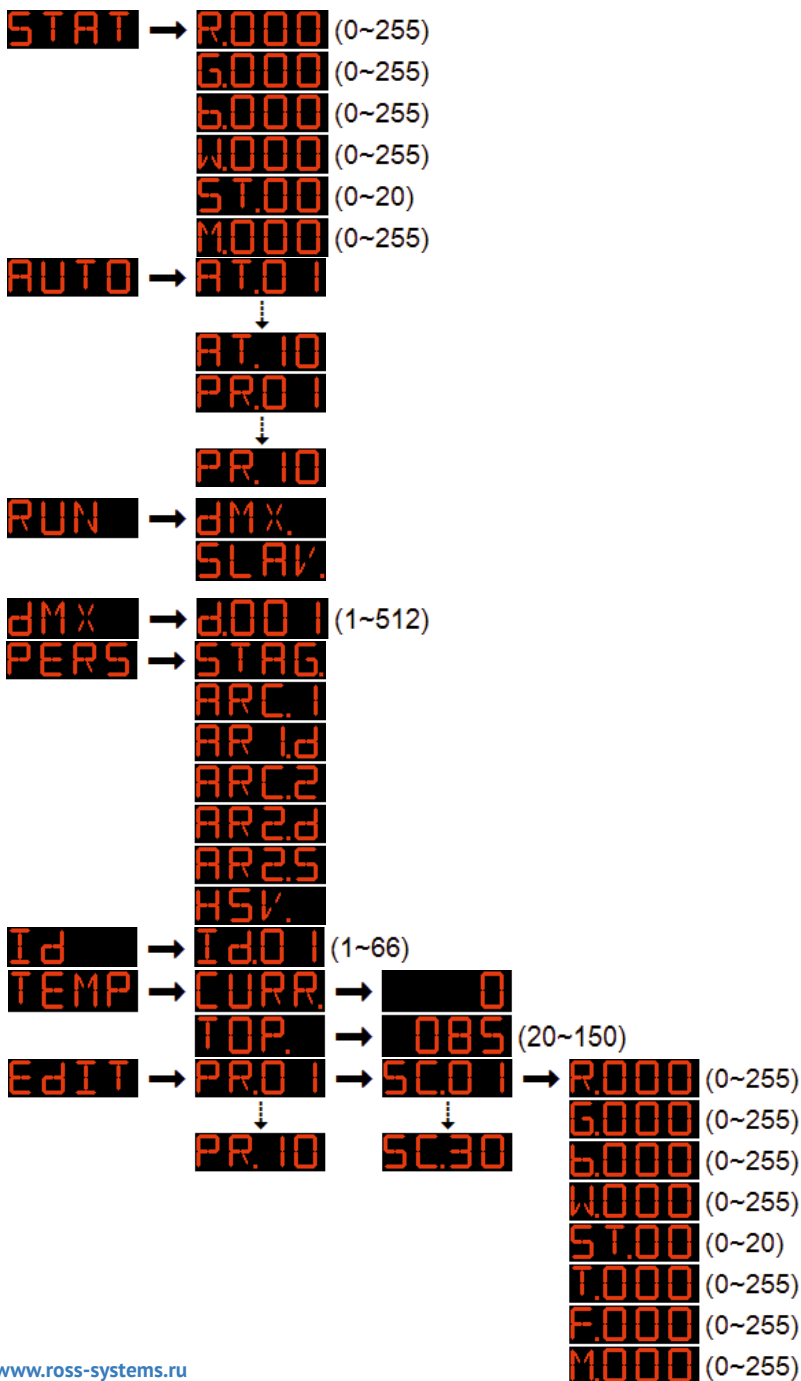 STAT → R.000 (0~255)
G.000 (0~255)
b.000 (0~255)
W.000 (0~255)
ST.00 (0~20)
M.000 (0~255)
AUTO → AT.01
AT.10
PR.01
PR.10
RUN → dMX.
SLAV.
dMX → d.001 (1~512)
PERS → STAG.
ARC.1
AR1.d
ARC.2
AR2.d
AR2.S
HSV.
Id → Id.01 (1~66)
TEMP → CURR. → 0
TOP. → 085 (20~150)
EdIT → PR.01 → SC.01 → R.000 (0~255)
G.000 (0~255)
PR.10 SC.30 b.000 (0~255)
W.000 (0~255)
ST.00 (0~20)
T.000 (0~255)
F.000 (0~255)
www.ross-systems.ru M.000 (0~255)